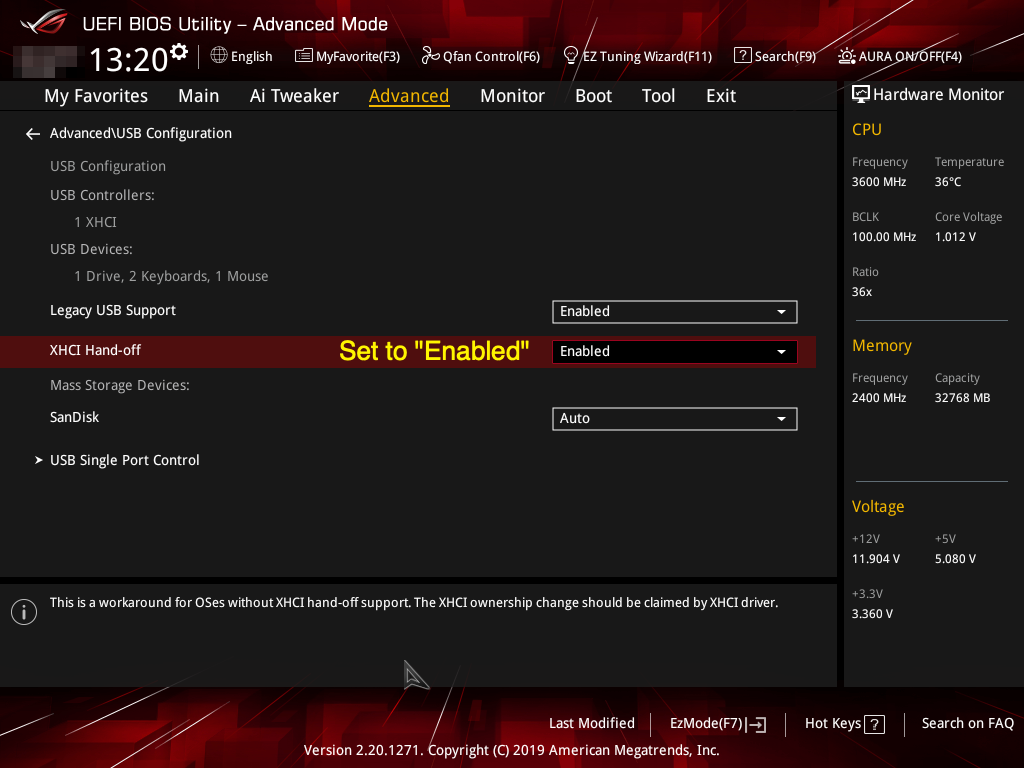 UEFI BIOS Utility – Advanced Mode
13:20 English MyFavorite(F3) Qfan Control(F6) EZ Tuning Wizard(F11) Search(F9) AURA ON/OFF(F4)
My Favorites Main Ai Tweaker Advanced Monitor Boot Tool Exit
Advanced\USB Configuration
USB Configuration
USB Controllers:
1 XHCI
USB Devices:
1 Drive, 2 Keyboards, 1 Mouse
Legacy USB Support Enabled
XHCI Hand-off Set to "Enabled" Enabled
Mass Storage Devices:
SanDisk Auto
USB Single Port Control
This is a workaround for OSes without XHCI hand-off support. The XHCI ownership change should be claimed by XHCI driver.
Hardware Monitor
CPU
Frequency Temperature
3600 MHz 36°C
BCLK Core Voltage
100.00 MHz 1.012 V
Ratio
36x
Memory
Frequency Capacity
2400 MHz 32768 MB
Voltage
+12V +5V
11.904 V 5.080 V
+3.3V
3.360 V
Last Modified EzMode(F7) Hot Keys ? Search on FAQ
Version 2.20.1271. Copyright (C) 2019 American Megatrends, Inc.